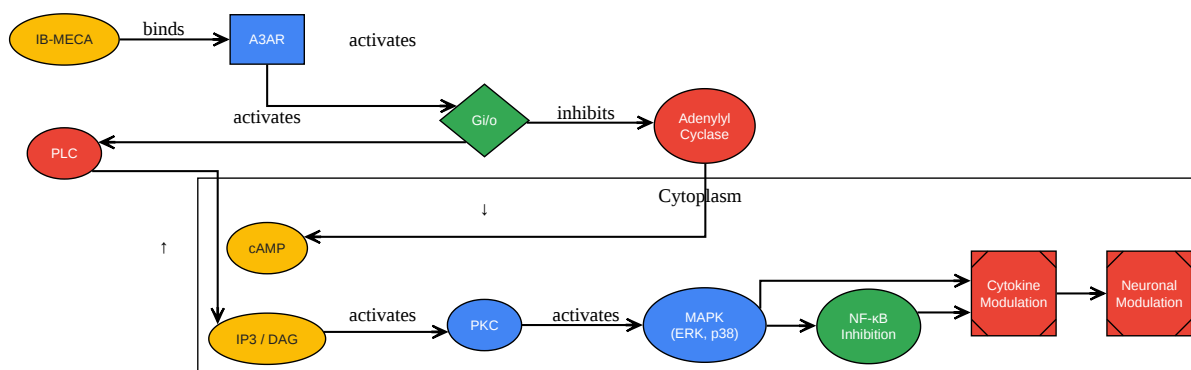 IB-MECA
binds
A3AR
activates
activates
Gi/o
inhibits
Adenylyl
Cyclase
PLC
Cytoplasm
↓
↑
cAMP
IP3 / DAG
activates
PKC
activates
MAPK
(ERK, p38)
NF-κB
Inhibition
Cytokine
Modulation
Neuronal
Modulation